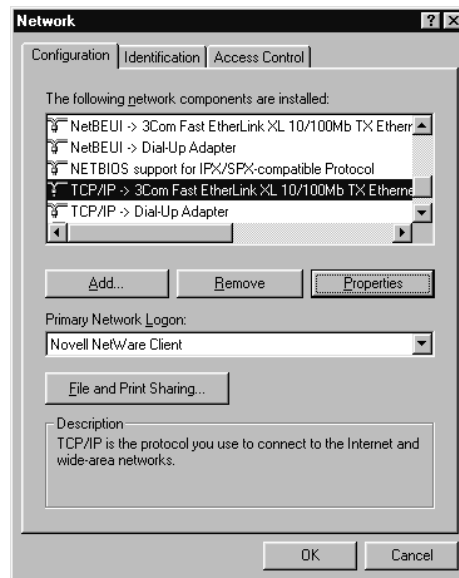 Network
Configuration Identification Access Control
The following network components are installed:
NetBEUI -> 3Com Fast EtherLink XL 10/100Mb TX Ethern
NetBEUI -> Dial-Up Adapter
NETBIOS support for IPX/SPX-compatible Protocol
TCP/IP -> 3Com Fast EtherLink XL 10/100Mb TX Etherne
TCP/IP -> Dial-Up Adapter
Add... Remove Properties
Primary Network Logon:
Novell NetWare Client
File and Print Sharing...
Description
TCP/IP is the protocol you use to connect to the Internet and
wide-area networks.
OK Cancel